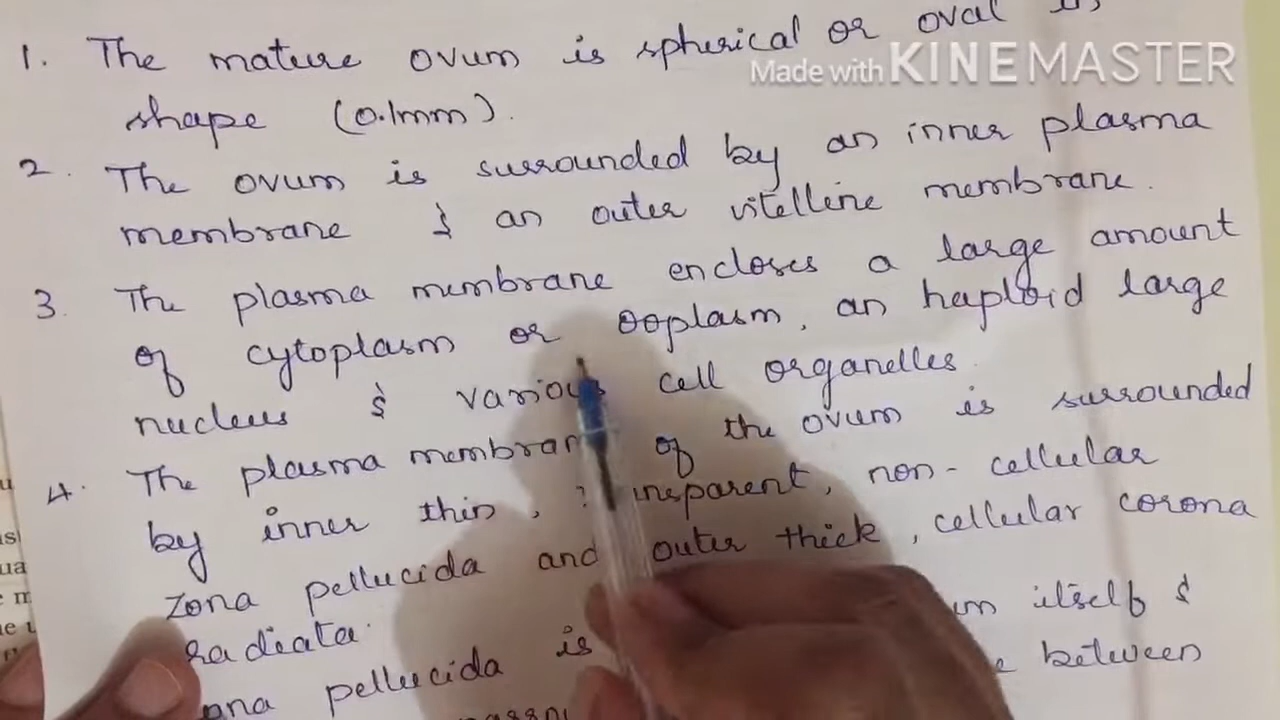 1. The mature ovum is spherical or oval in
Made with KINEMASTER
shape (0.1mm).
2. The ovum is surrounded by an inner plasma
membrane & an outer vitelline membrane.
3. The plasma membrane encloses a large amount
of cytoplasm or ooplasm, an haploid large
nucleus & various cell organelles.
4. The plasma membrane of the ovum is surrounded
by inner thin, transparent, non-cellular
zona pellucida and outer thick, cellular corona
radiata.
pellucida is itself &
between